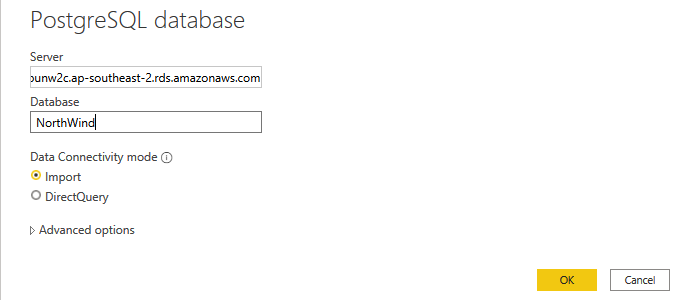 PostgreSQL database
Server
ounw2c.ap-southeast-2.rds.amazonaws.com
Database
NorthWind
Data Connectivity mode
Import
DirectQuery
Advanced options
OK
Cancel